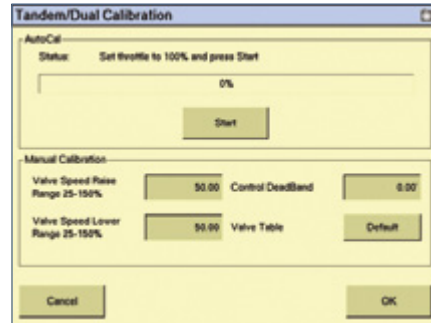 Tandem/Dual Calibration
AutoCal
Status: Set throttle to 100% and press Start
0%
Start
Manual Calibration
Valve Speed Raise
Range 25-150%
50.00
Control DeadBand
0.00'
Valve Speed Lower
Range 25-150%
50.00
Valve Table
Default
Cancel
OK